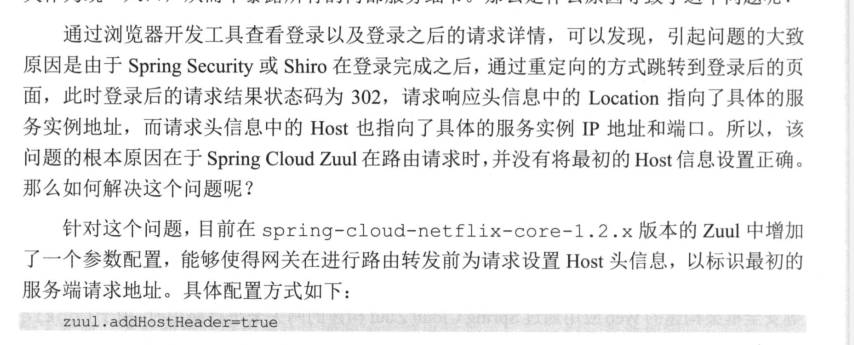 通过浏览器开发工具查看登录以及登录之后的请求详情，可以发现，引起问题的大致
原因是由于 Spring Security 或 Shiro 在登录完成之后，通过重定向的方式跳转到登录后的页
面，此时登录后的请求结果状态码为 302，请求响应头信息中的 Location 指向了具体的服
务实例地址，而请求头信息中的 Host 也指向了具体的服务实例 IP 地址和端口。所以，该
问题的根本原因在于 Spring Cloud Zuul 在路由请求时，并没有将最初的 Host 信息设置正确。
那么如何解决这个问题呢？
针对这个问题，目前在 spring-cloud-netflix-core-1.2.x 版本的 Zuul 中增加
了一个参数配置，能够使得网关在进行路由转发前为请求设置 Host 头信息，以标识最初的
服务端请求地址。具体配置方式如下：
zuul.addHostHeader=true